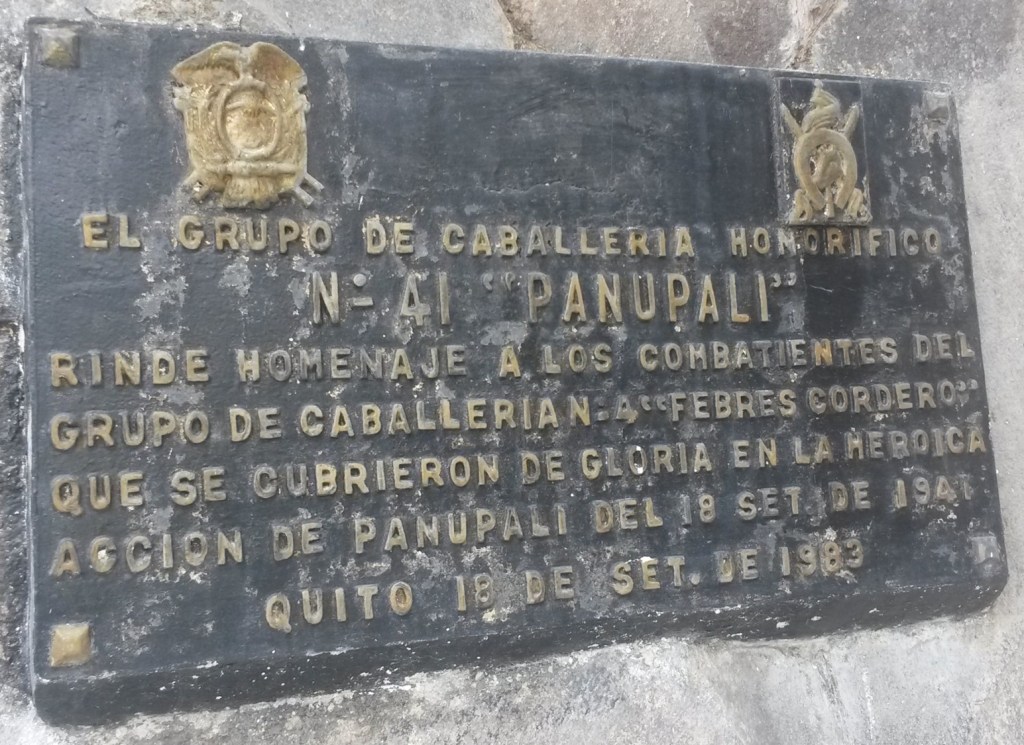 EL GRUPO DE CABALLERIA HONORIFICO
Nº- 41 "PANUPALI"
RINDE HOMENAJE A LOS COMBATIENTES DEL
GRUPO DE CABALLERIA Nº 4 "FEBRES CORDERO,"
QUE SE CUBRIERON DE GLORIA EN LA HEROICA
ACCION DE PANUPALI DEL 18 SET. DE 1941
QUITO 18 DE SET. DE 1983